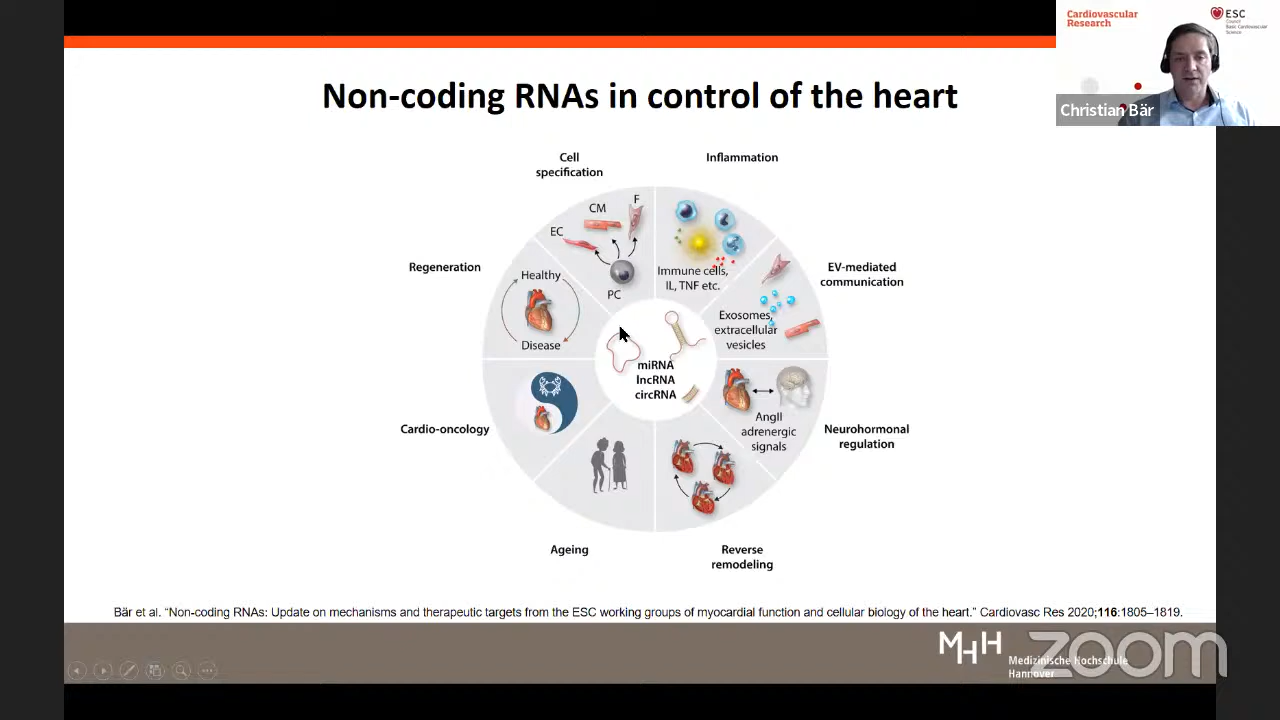 Cardiovascular
Research
ESC
Council
Basic Cardiovascular
Science
Christian Bär
Non-coding RNAs in control of the heart
Cell
specification
Inflammation
F
CM
EC
PC
Immune cells,
IL, TNF etc.
Regeneration
Healthy
Disease
EV-mediated
communication
Exosomes,
extracellular
vesicles
miRNA
lncRNA
circRNA
Cardio-oncology
AngII
adrenergic
signals
Neurohormonal
regulation
Ageing
Reverse
remodeling
Bär et al. “Non-coding RNAs: Update on mechanisms and therapeutic targets from the ESC working groups of myocardial function and cellular biology of the heart.” Cardiovasc Res 2020;116:1805–1819.
MHH
Medizinische Hochschule
Hannover
zoom